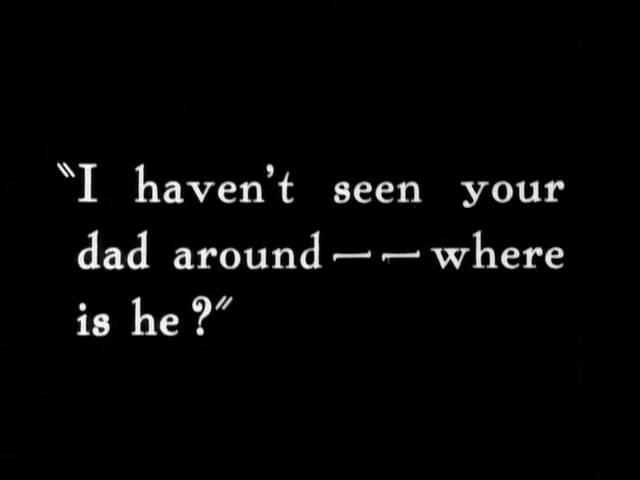 "I haven't seen your
dad around——where
is he?"